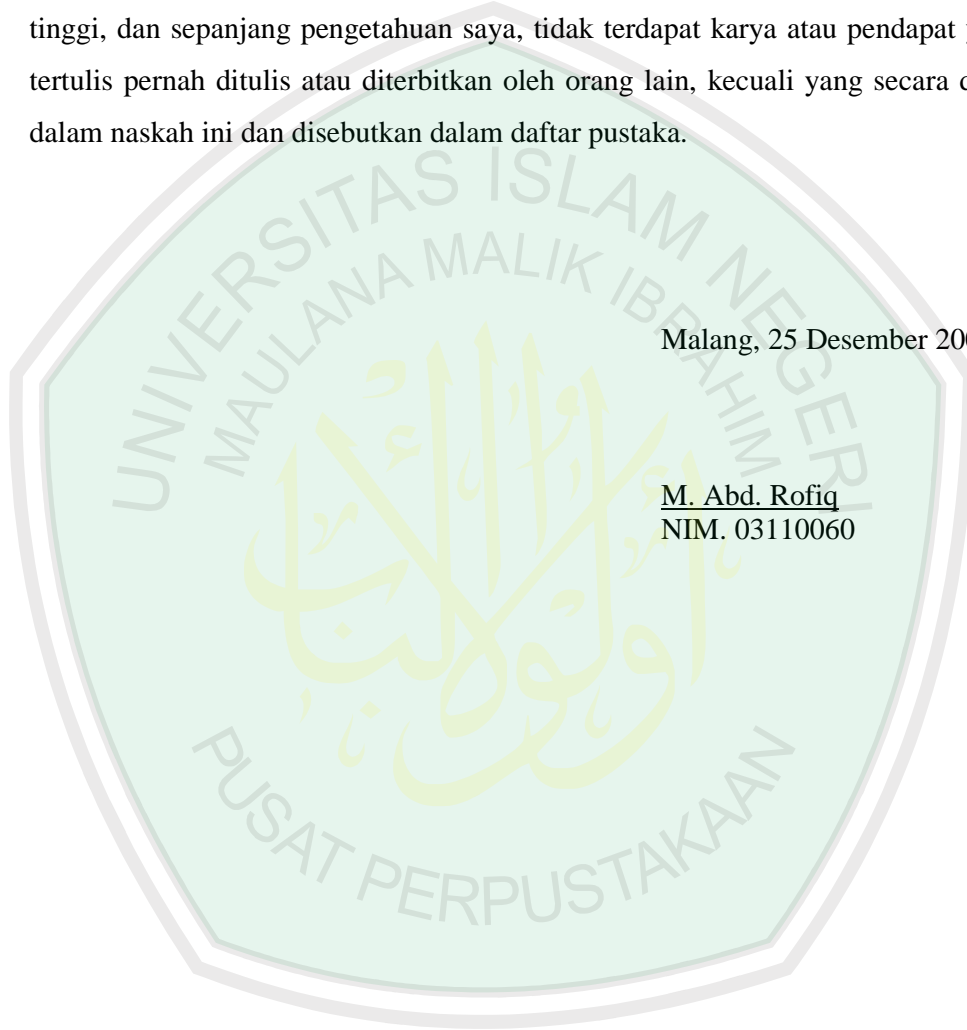 tinggi, dan sepanjang pengetahuan saya, tidak terdapat karya atau pendapat
tertulis pernah ditulis atau diterbitkan oleh orang lain, kecuali yang secara
dalam naskah ini dan disebutkan dalam daftar pustaka.
UNIVERSITAS ISLAM NEGERI
MAULANA MALIK IBRAHIM
Malang, 25 Desember
M. Abd. Rofiq
NIM. 03110060
PUSAT PERPUSTAKAAN